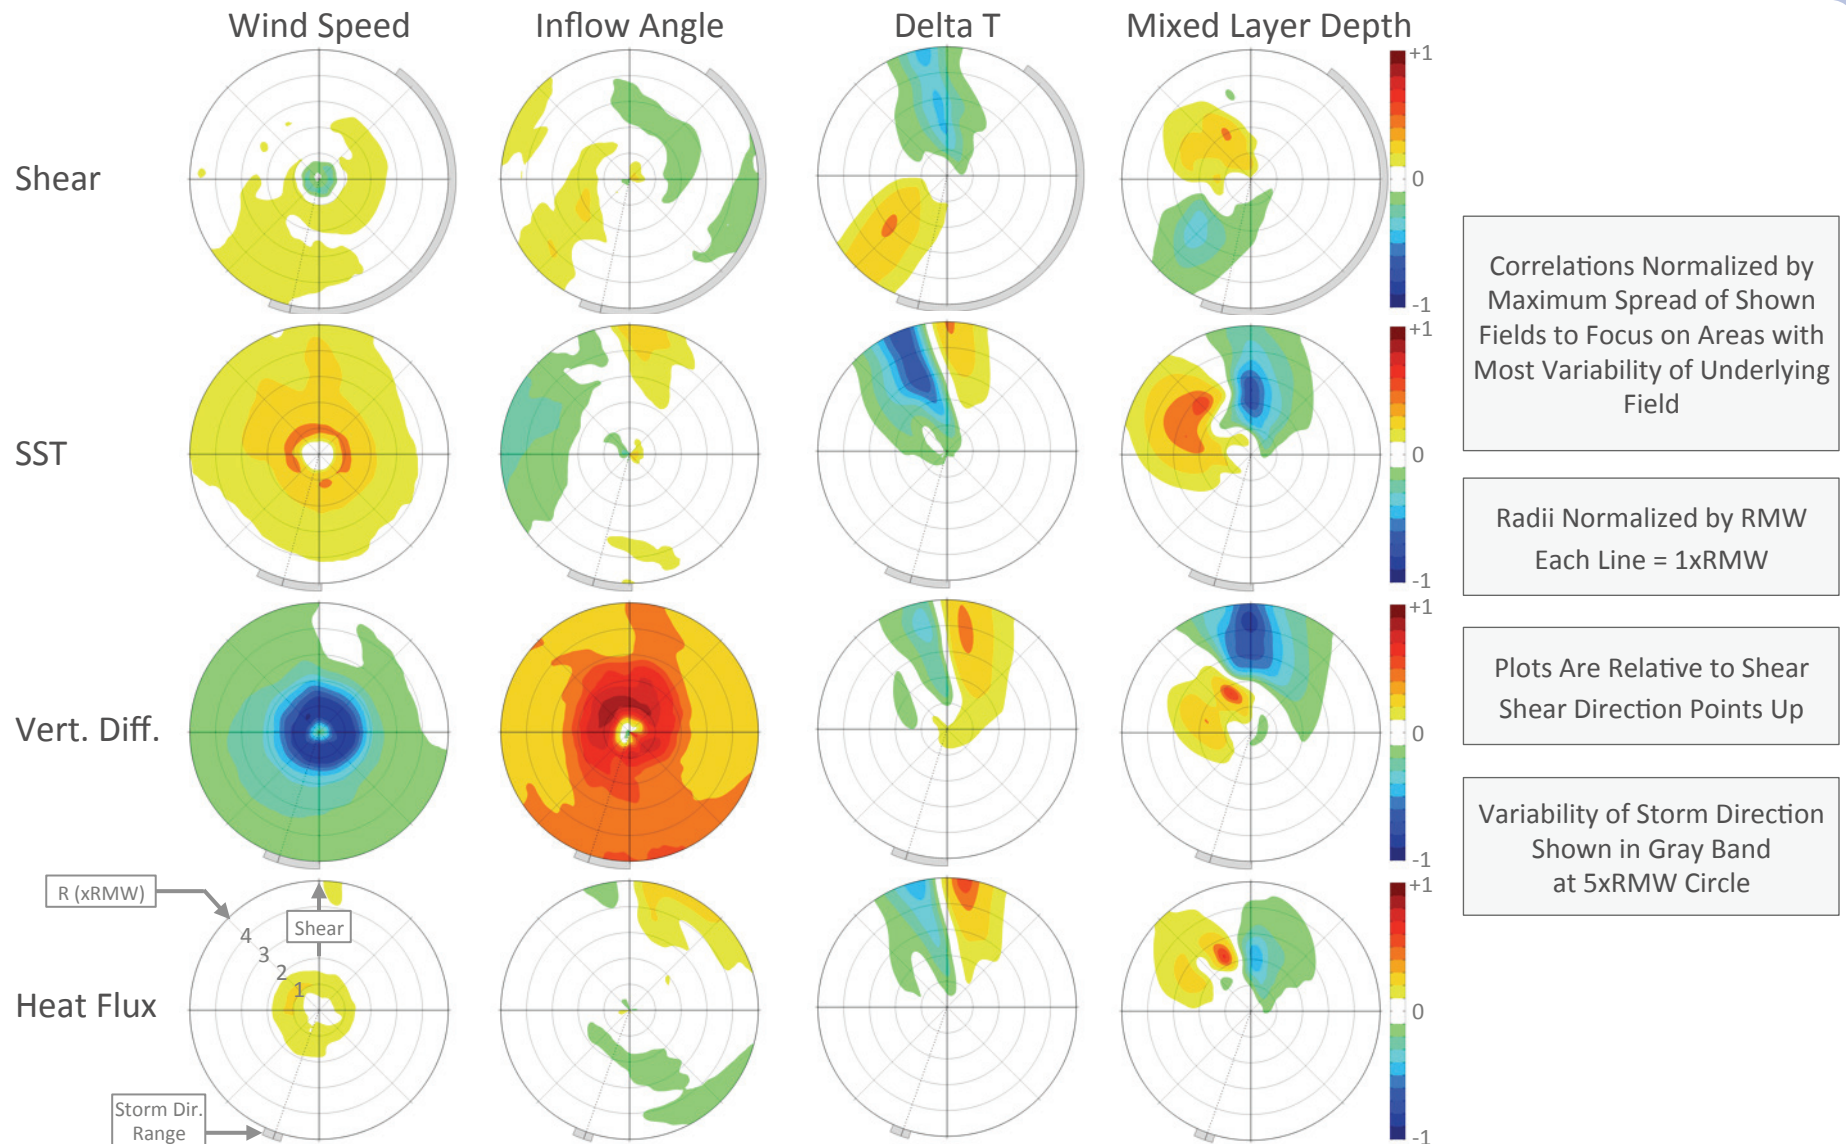 Wind Speed
Inflow Angle
Delta T
Mixed Layer Depth
Shear
+1
0
-1
SST
+1
0
-1
Vert. Diff.
+1
0
-1
Heat Flux
+1
0
-1
R (xRMW)
Shear
4
3
2
1
Storm Dir.
Range
Correlations Normalized by
Maximum Spread of Shown
Fields to Focus on Areas with
Most Variability of Underlying
Field
Radii Normalized by RMW
Each Line = 1xRMW
Plots Are Relative to Shear
Shear Direction Points Up
Variability of Storm Direction
Shown in Gray Band
at 5xRMW Circle